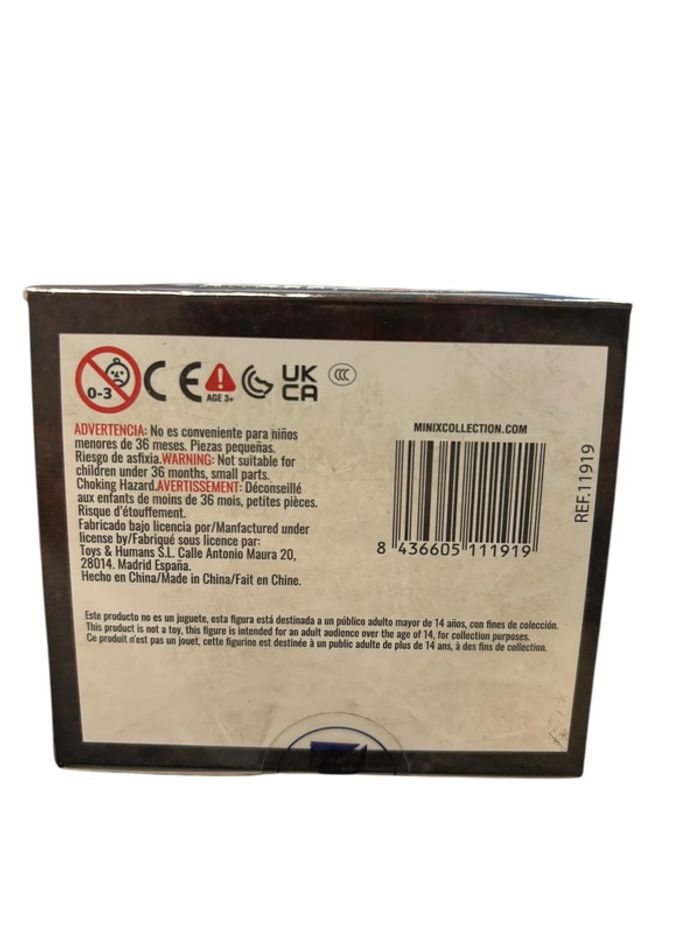 0-3
CE
AGE 3+
UK
CA
CCC
ADVERTENCIA: No es conveniente para niños
menores de 36 meses. Piezas pequeñas.
Riesgo de asfixia.WARNING: Not suitable for
children under 36 months, small parts.
Choking Hazard.AVERTISSEMENT: Déconseillé
aux enfants de moins de 36 mois, petites pièces.
Risque d'étouffement.
Fabricado bajo licencia por/Manfactured under
license by/Fabriqué sous licence par:
Toys & Humans S.L. Calle Antonio Maura 20,
28014. Madrid España.
Hecho en China/Made in China/Fait en Chine.
MINIXCOLLECTION.COM
8 436605 111919
REF.11919
Este producto no es un juguete, esta figura está destinada a un público adulto mayor de 14 años, con fines de colección.
This product is not a toy, this figure is intended for an adult audience over the age of 14, for collection purposes.
Ce produit n'est pas un jouet, cette figurine est destinée à un public adulte de plus de 14 ans, à des fins de collection.